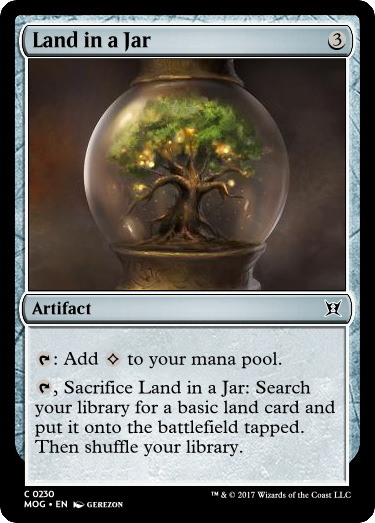 Land in a Jar 3
Artifact
: Add to your mana pool.
, Sacrifice Land in a Jar: Search
your library for a basic land card and
put it onto the battlefield tapped.
Then shuffle your library.
C 0230
MOG • EN GEREZON
™ & © 2017 Wizards of the Coast LLC